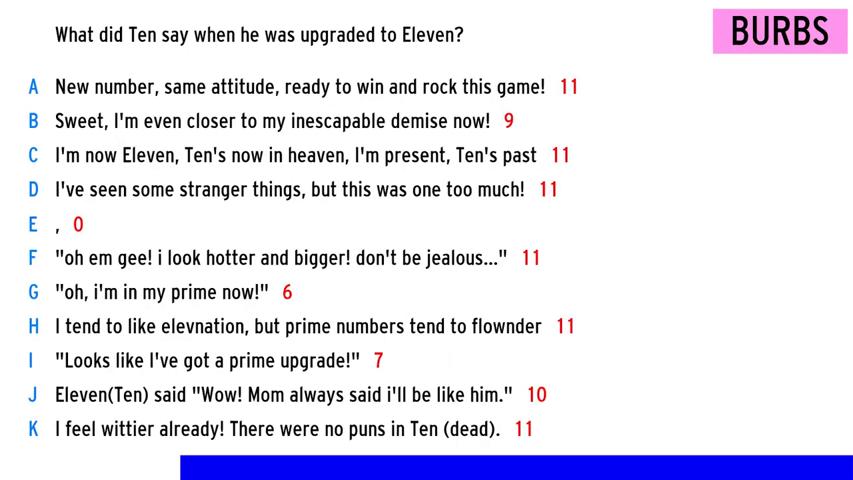 What did Ten say when he was upgraded to Eleven?
BURBS
A New number, same attitude, ready to win and rock this game! 11
B Sweet, I'm even closer to my inescapable demise now! 9
C I'm now Eleven, Ten's now in heaven, I'm present, Ten's past 11
D I've seen some stranger things, but this was one too much! 11
E , 0
F "oh em gee! i look hotter and bigger! don't be jealous..." 11
G "oh, i'm in my prime now!" 6
H I tend to like elevnation, but prime numbers tend to flownder 11
I "Looks like I've got a prime upgrade!" 7
J Eleven(Ten) said "Wow! Mom always said i'll be like him." 10
K I feel wittier already! There were no puns in Ten (dead). 11